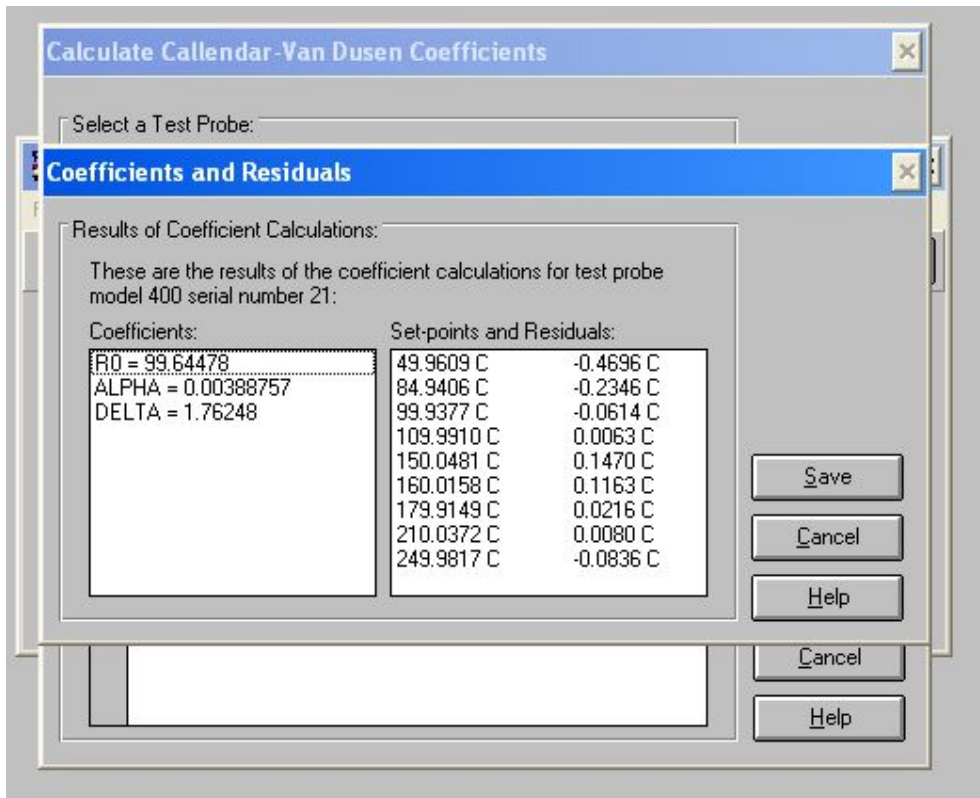 Calculate Callendar-Van Dusen Coefficients
Select a Test Probe:
Coefficients and Residuals
Results of Coefficient Calculations:
These are the results of the coefficient calculations for test probe
model 400 serial number 21:
Coefficients:
R0 = 99.64478
ALPHA = 0.00388757
DELTA = 1.76248
Set-points and Residuals:
49.9609 C -0.4696 C
84.9406 C -0.2346 C
99.9377 C -0.0614 C
109.9910 C 0.0063 C
150.0481 C 0.1470 C
160.0158 C 0.1163 C
179.9149 C 0.0216 C
210.0372 C 0.0080 C
249.9817 C -0.0836 C
Save
Cancel
Help
Cancel
Help